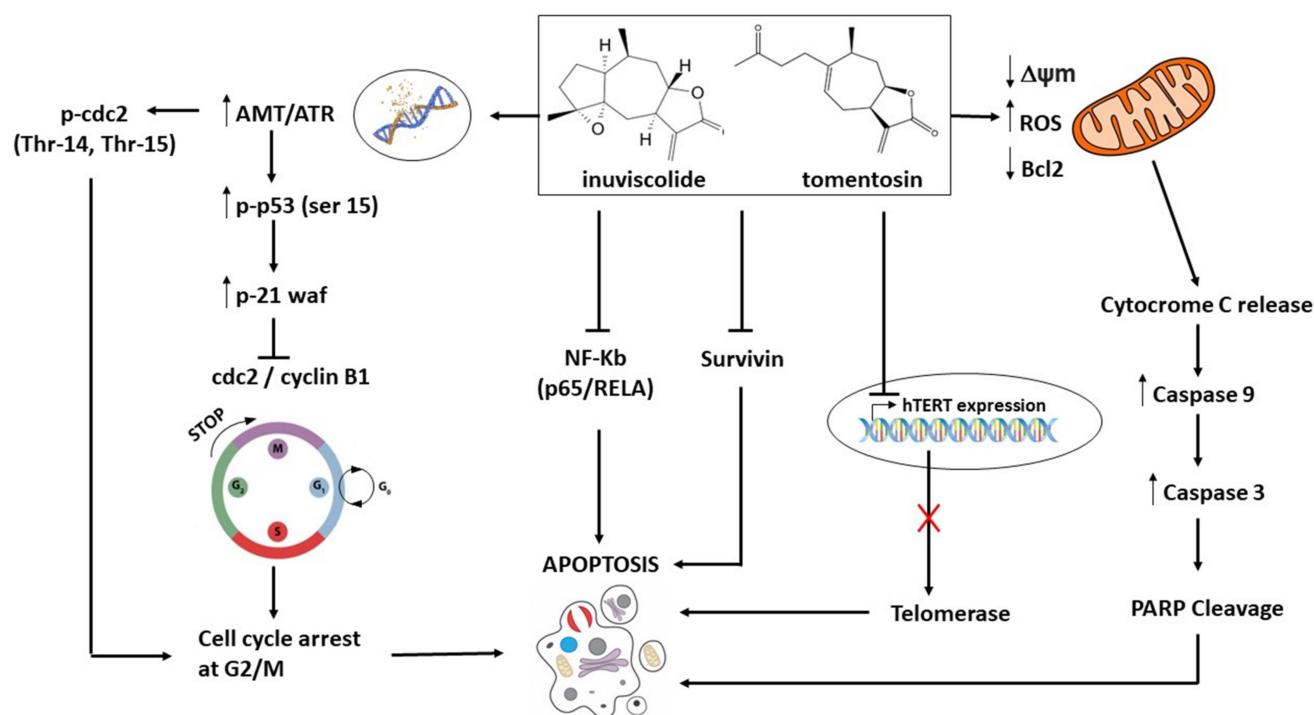 O
H
H
O
O
H
inuviscolide
O
O
O
tomentosin
Δψm
ROS
Bcl2
p-cdc2
(Thr-14, Thr-15)
AMT/ATR
p-p53 (ser 15)
p-21 waf
cdc2 / cyclin B1
STOP
M
G2
G1
G0
S
Cell cycle arrest
at G2/M
NF-Kb
(p65/RELA)
Survivin
hTERT expression
APOPTOSIS
Telomerase
Cytocrome C release
Caspase 9
Caspase 3
PARP Cleavage